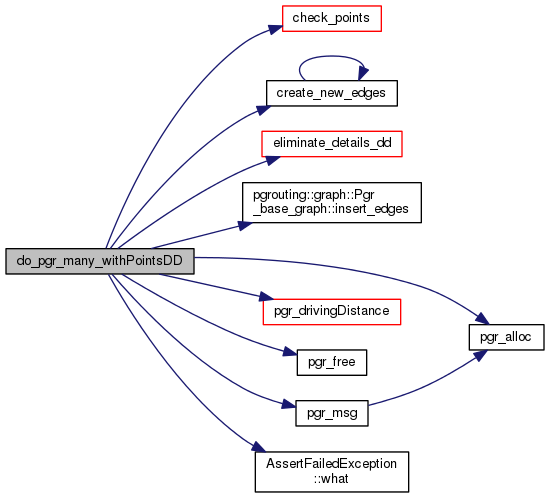 check_points
create_new_edges
eliminate_details_dd
pgrouting::graph::Pgr
_base_graph::insert_edges
do_pgr_many_withPointsDD
pgr_drivingDistance
pgr_alloc
pgr_free
pgr_msg
AssertFailedException
::what